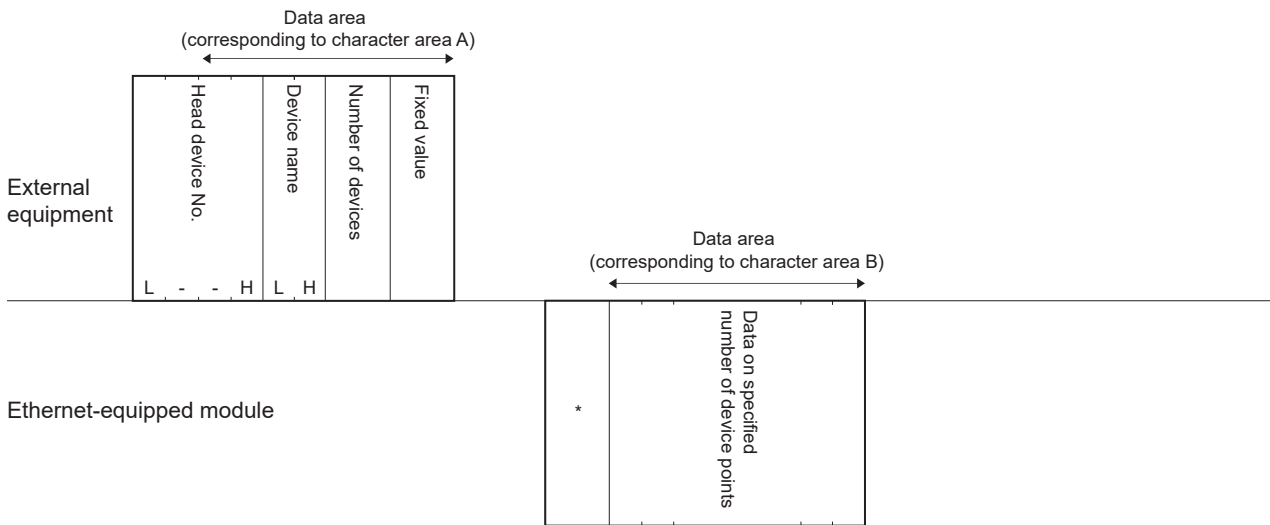 Data area
(corresponding to character area A)
External
equipment
Head device No.
Device name
Number of devices
Fixed value
L - - H L H
Data area
(corresponding to character area B)
Ethernet-equipped module
*
Data on specified
number of device points